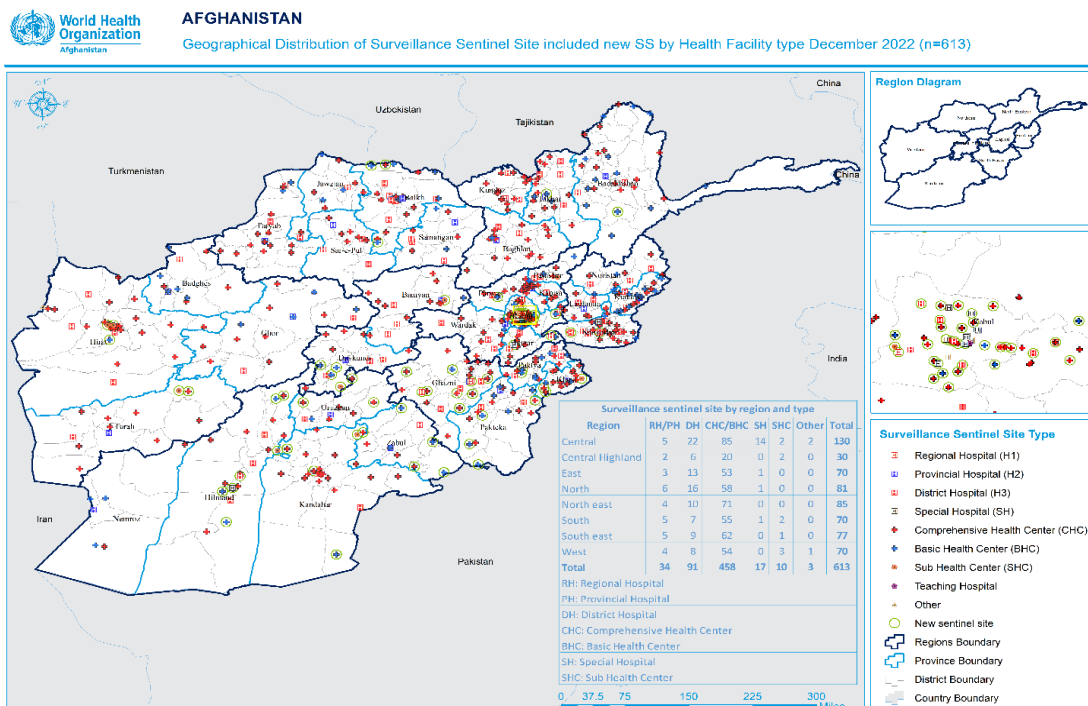 World Health
Organization
Afghanistan
AFGHANISTAN
Geographical Distribution of Surveillance Sentinel Site included new SS by Health Facility type December 2022 (n=613)
China
Uzbekistan
Tajikistan
Turkmenistan
China
India
Iran
Pakistan
Jawzjan
Balkh
Kunduz
Takhar
Badakhshan
Faryab
Samangan
Sar-e-Pul
Baghlan
Badghis
Nuristan
Bamyan
Kabul
Hirat
Ghor
Wardak
Daykundi
Ghazni
Paktya
Farah
Uruzgan
Zabul
Paktika
Hilmand
Kandahar
Nimroz
Surveillance sentinel site by region and type
Region RH/PH DH CHC/BHC SH SHC Other Total
Central 5 22 85 14 2 2 130
Central Highland 2 6 20 0 2 0 30
East 3 13 53 1 0 0 70
North 6 16 58 1 0 0 81
North east 4 10 71 0 0 0 85
South 5 7 55 1 2 0 70
South east 5 9 62 0 1 0 77
West 4 8 54 0 3 1 70
Total 34 91 458 17 10 3 613
RH: Regional Hospital
PH: Provincial Hospital
DH: District Hospital
CHC: Comprehensive Health Center
BHC: Basic Health Center
SH: Special Hospital
SHC: Sub Health Center
0 37.5 75 150 225 300
Miles
Region Diagram
Kabul
Surveillance Sentinel Site Type
Regional Hospital (H1)
Provincial Hospital (H2)
District Hospital (H3)
Special Hospital (SH)
Comprehensive Health Center (CHC)
Basic Health Center (BHC)
Sub Health Center (SHC)
Teaching Hospital
Other
New sentinel site
Regions Boundary
Province Boundary
District Boundary
Country Boundary